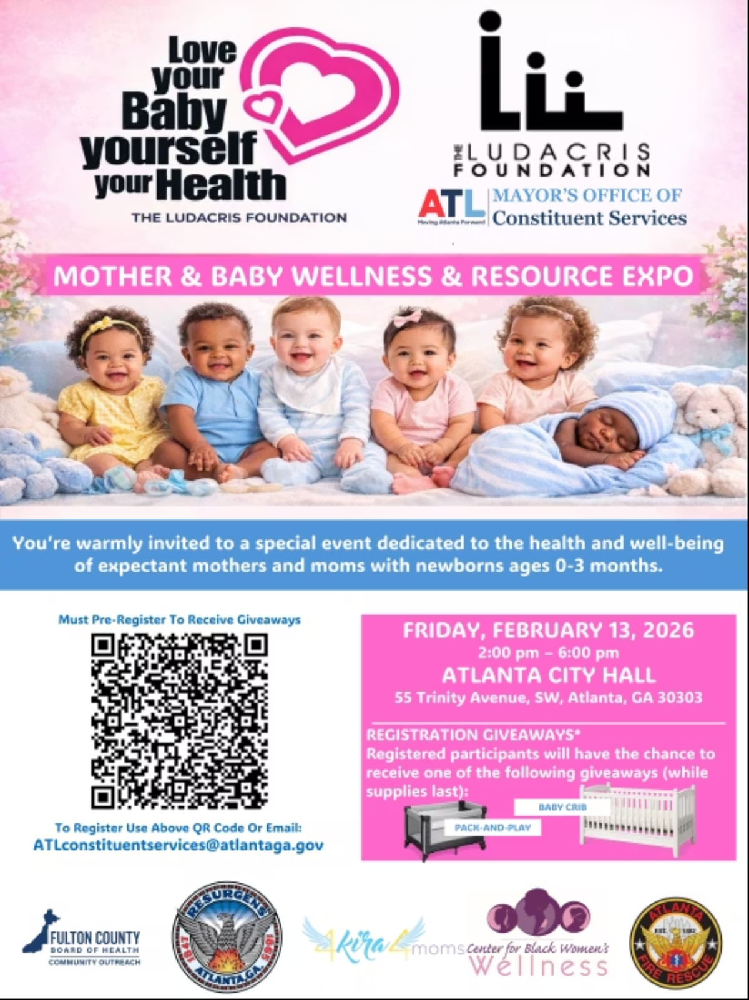 Love
your
Baby
yourself
your Health
THE LUDACRIS FOUNDATION
THE LUDACRIS
FOUNDATION
ATL
Moving Atlanta Forward
MAYOR'S OFFICE OF
Constituent Services
MOTHER & BABY WELLNESS & RESOURCE EXPO
You're warmly invited to a special event dedicated to the health and well-being
of expectant mothers and moms with newborns ages 0-3 months.
Must Pre-Register To Receive Giveaways
To Register Use Above QR Code Or Email:
ATLconstituentservices@atlantaga.gov
FRIDAY, FEBRUARY 13, 2026
2:00 pm – 6:00 pm
ATLANTA CITY HALL
55 Trinity Avenue, SW, Atlanta, GA 30303
REGISTRATION GIVEAWAYS*
Registered participants will have the chance to
receive one of the following giveaways (while
supplies last):
BABY CRIB
PACK-AND-PLAY
FULTON COUNTY
BOARD OF HEALTH
COMMUNITY OUTREACH
RESURGENS
1847 1865
ATLANTA, GA.
4kira4moms
Center for Black Women's
Wellness
ATLANTA
EST. 1882
FIRE RESCUE